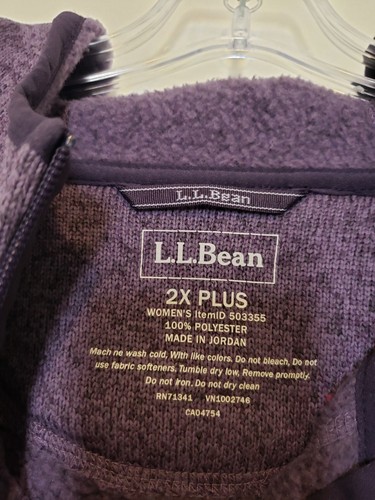 L.L.Bean
L.L.Bean
2X PLUS
WOMEN'S ItemID 503355
100% POLYESTER
MADE IN JORDAN
Mach ne wash cold. With like colors. Do not bleach, Do not
use fabric softeners. Tumble dry low. Remove promptly.
Do not iron. Do not dry clean
RN71341 VN1002746
CA04754